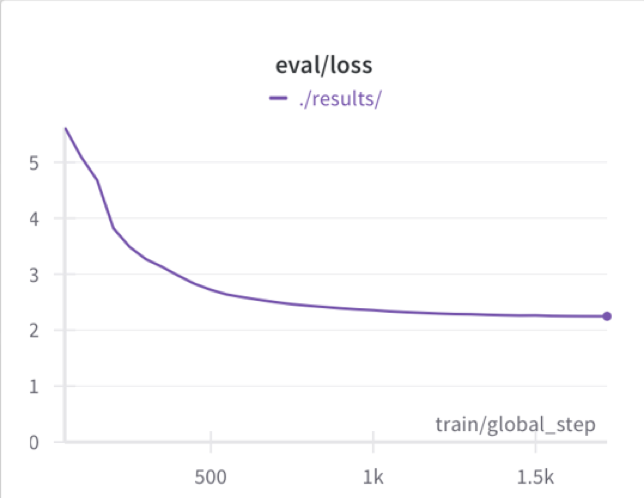 eval/loss
./results/
5
4
3
2
1
0
train/global_step
500 1k 1.5k